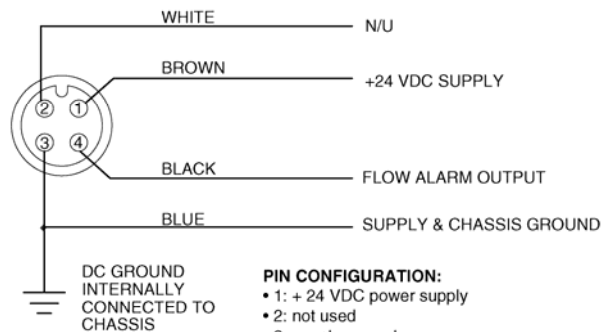 WHITE
N/U
BROWN
+24 VDC SUPPLY
2 1
3 4
BLACK
FLOW ALARM OUTPUT
BLUE
SUPPLY & CHASSIS GROUND
DC GROUND
INTERNALLY
CONNECTED TO
CHASSIS
PIN CONFIGURATION:
• 1: + 24 VDC power supply
• 2: not used